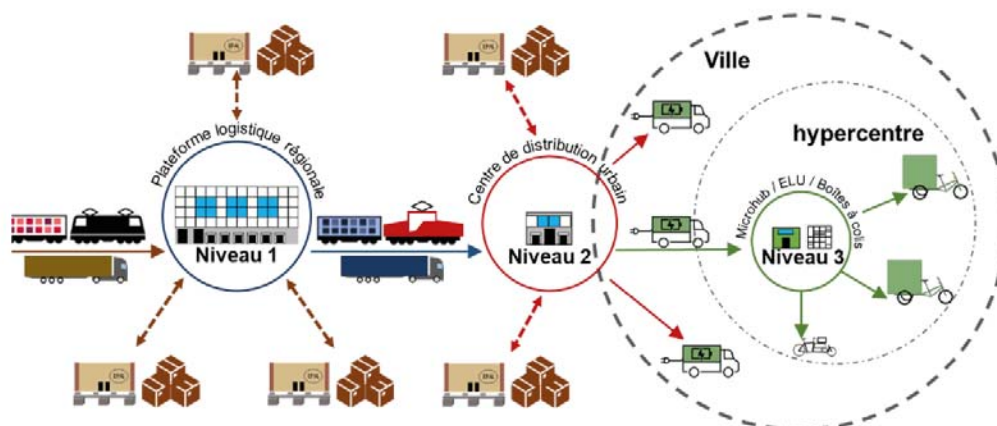 Ville
hypercentre
Plateforme logistique régionale
Niveau 1
Centre de distribution urbain
Niveau 2
Microhub / ELU / Boîtes à colis
Niveau 3